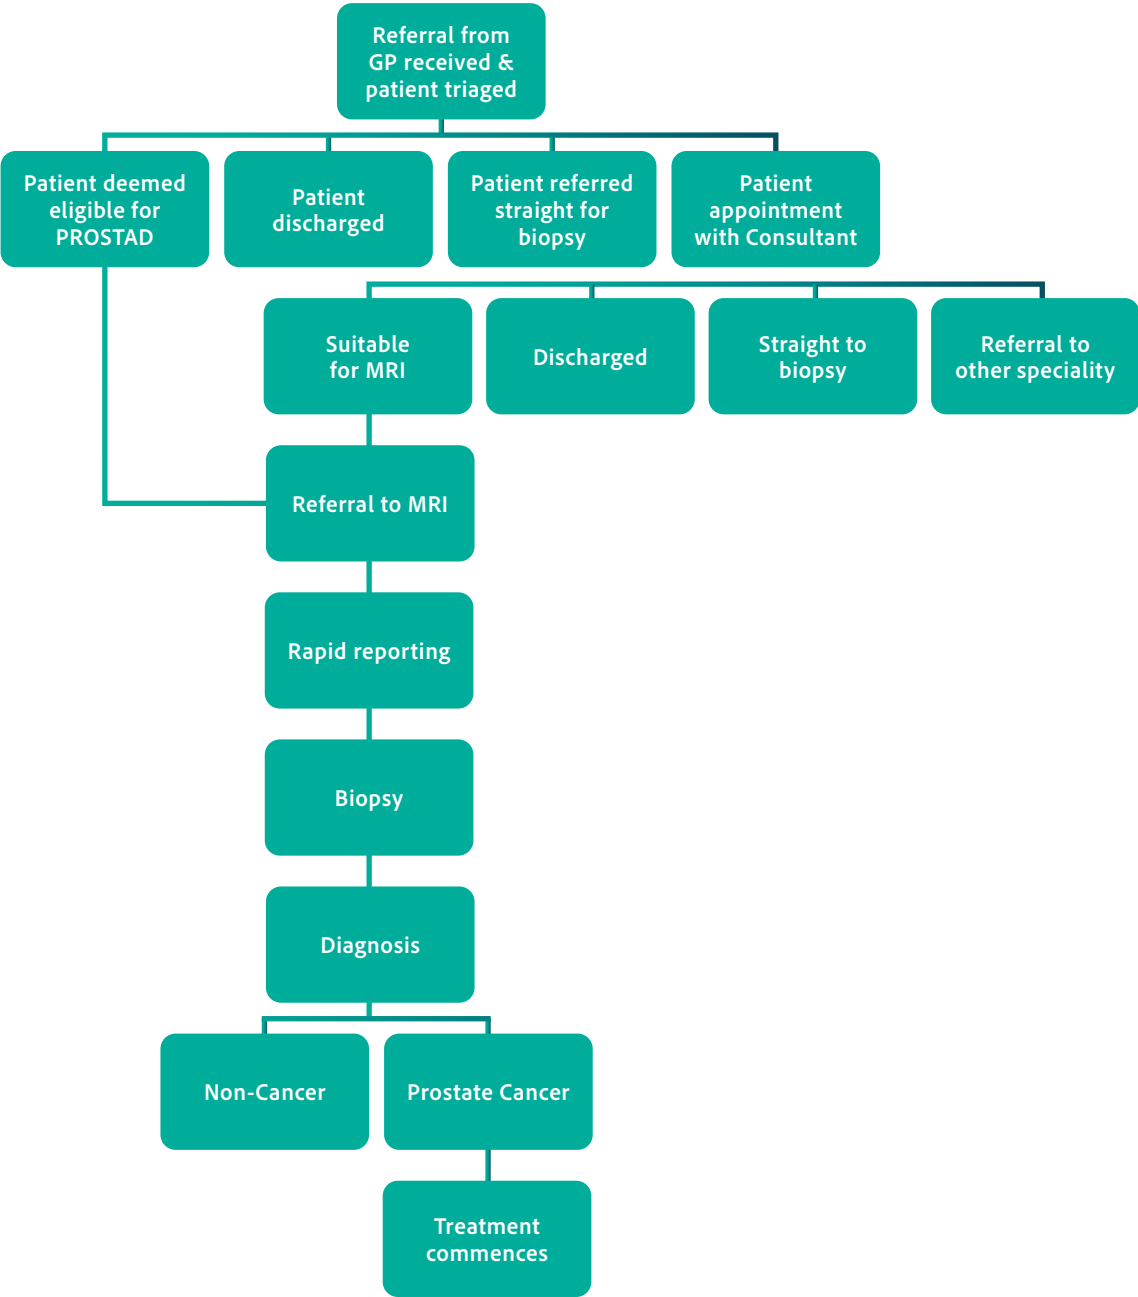 Referral from
GP received &
patient triaged
Patient deemed
eligible for
PROSTAD
Patient
discharged
Patient referred
straight for
biopsy
Patient
appointment
with Consultant
Suitable
for MRI
Discharged
Straight to
biopsy
Referral to
other speciality
Referral to MRI
Rapid reporting
Biopsy
Diagnosis
Non-Cancer
Prostate Cancer
Treatment
commences